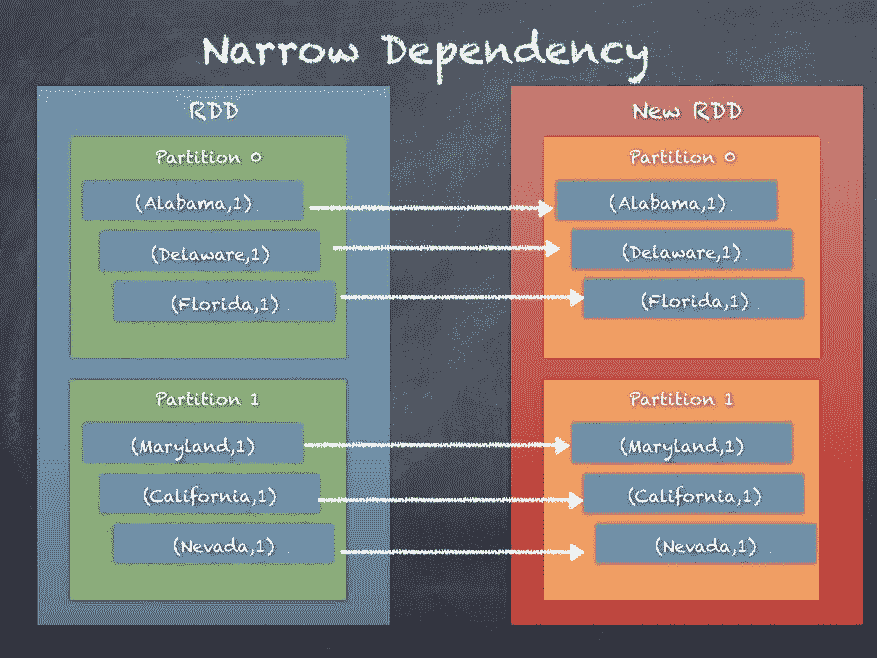 Narrow Dependency
RDD
Partition 0
(Alabama,1)
(Delaware,1)
(Florida,1)
Partition 1
(Maryland,1)
(California,1)
(Nevada,1)
New RDD
Partition 0
(Alabama,1)
(Delaware,1)
(Florida,1)
Partition 1
(Maryland,1)
(California,1)
(Nevada,1)